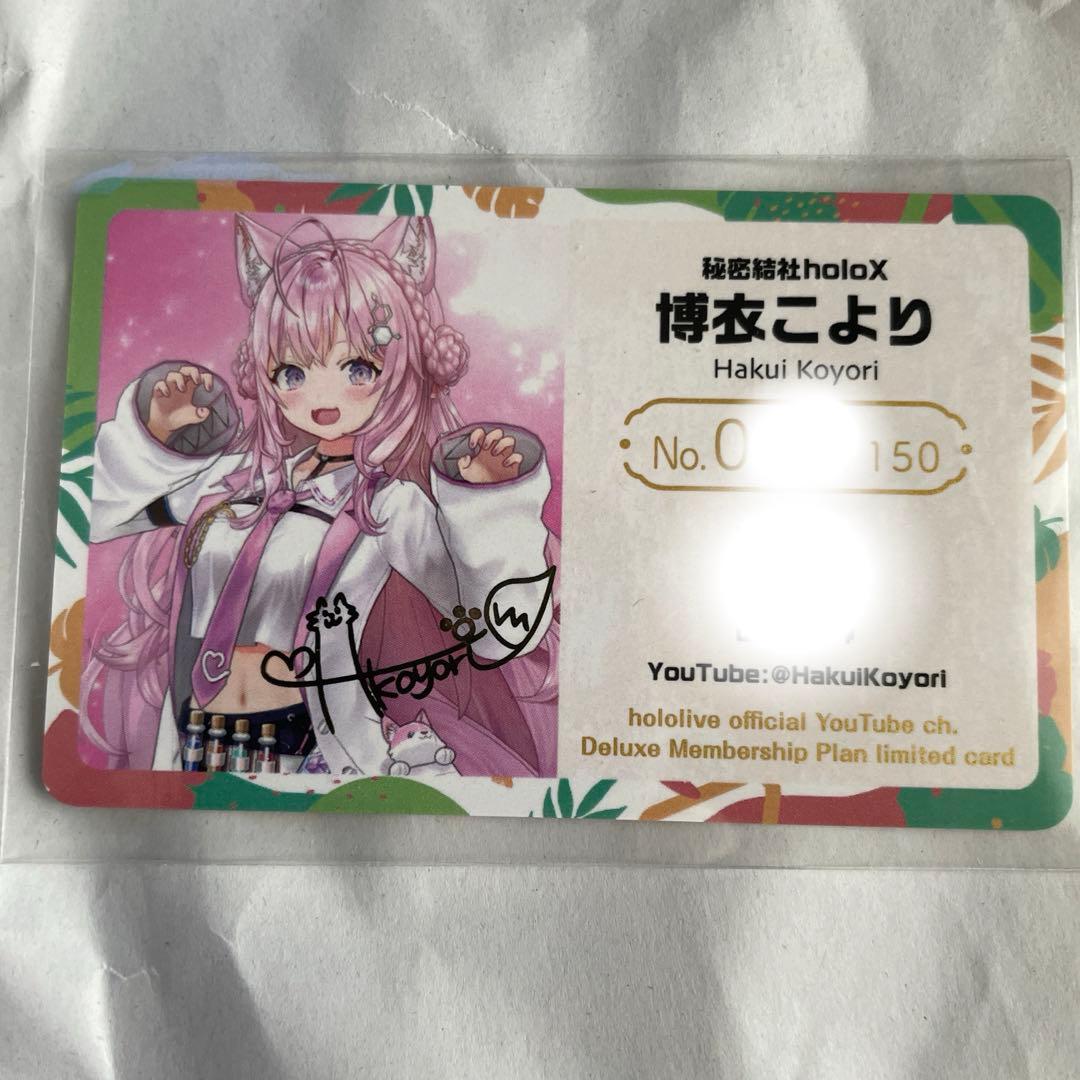 秘密結社holoX
博衣こより
Hakui Koyori
No.0 150
Koyori
YouTube:@HakuiKoyori
hololive official YouTube ch.
Deluxe Membership Plan limited card